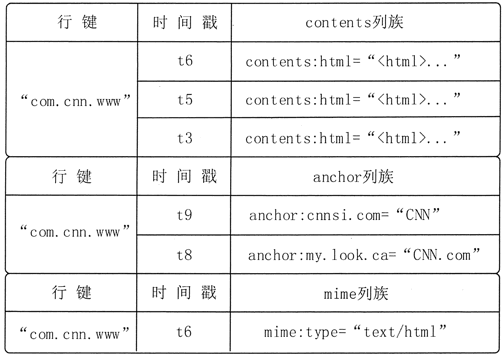 行 键 时 间 戳 contents列族
“com.cnn.www” t6 contents:html=“<html>...”
t5 contents:html=“<html>...”
t3 contents:html=“<html>...”
行 键 时 间 戳 anchor列族
“com.cnn.www” t9 anchor:cnnsi.com=“CNN”
t8 anchor:my.look.ca=“CNN.com”
行 键 时 间 戳 mime列族
“com.cnn.www” t6 mime:type=“text/html”